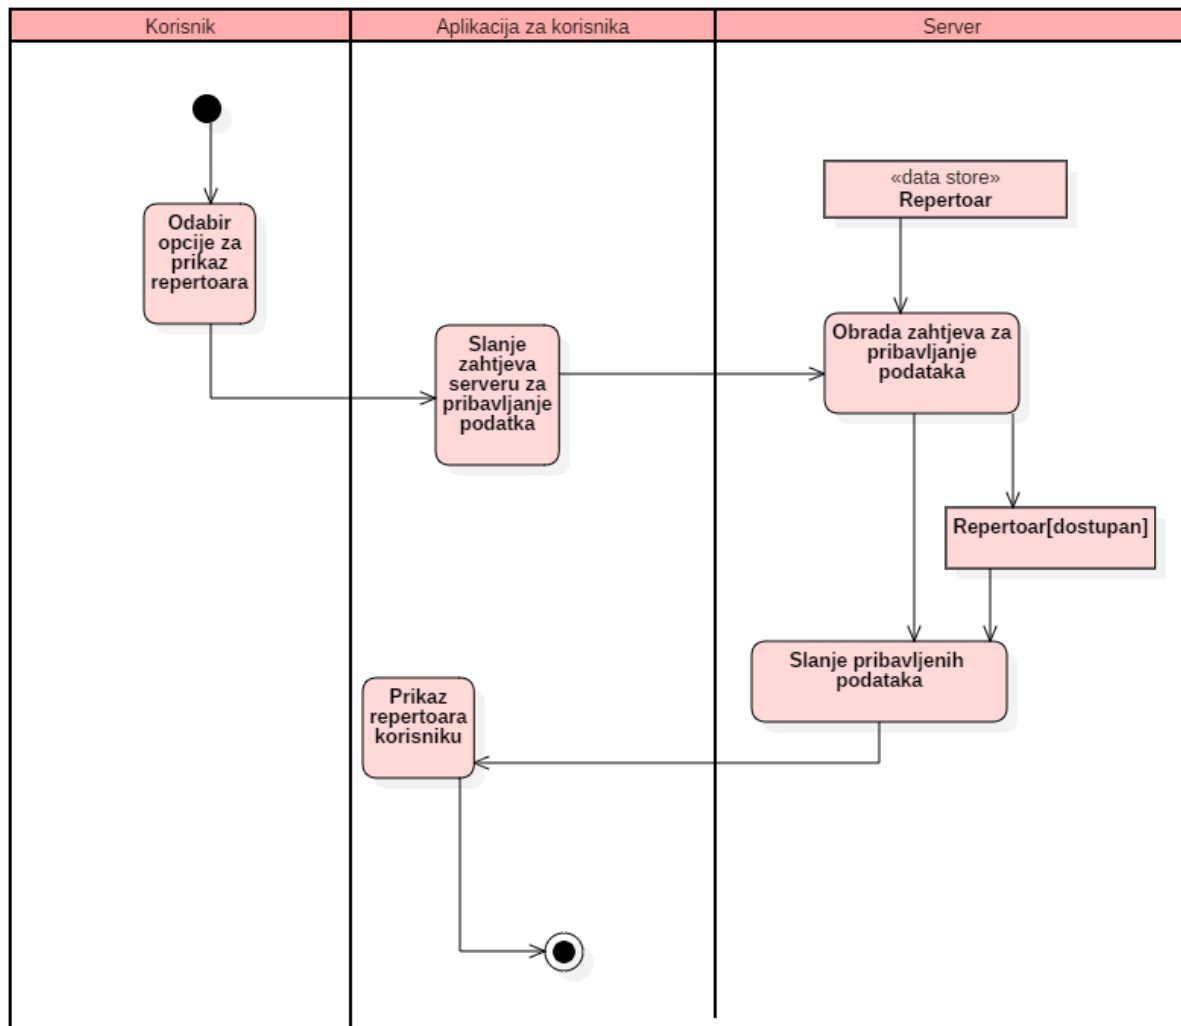 Korisnik
Aplikacija za korisnika
Server
Odabir
opcije za
prikaz
repertoara
«data store»
Repertoar
Slanje
zahtjeva
serveru za
pribavljanje
podatka
Obrada zahtjeva za
pribavljanje
podataka
Repertoar[dostupan]
Slanje pribavljenih
podataka
Prikaz
repertoara
korisniku